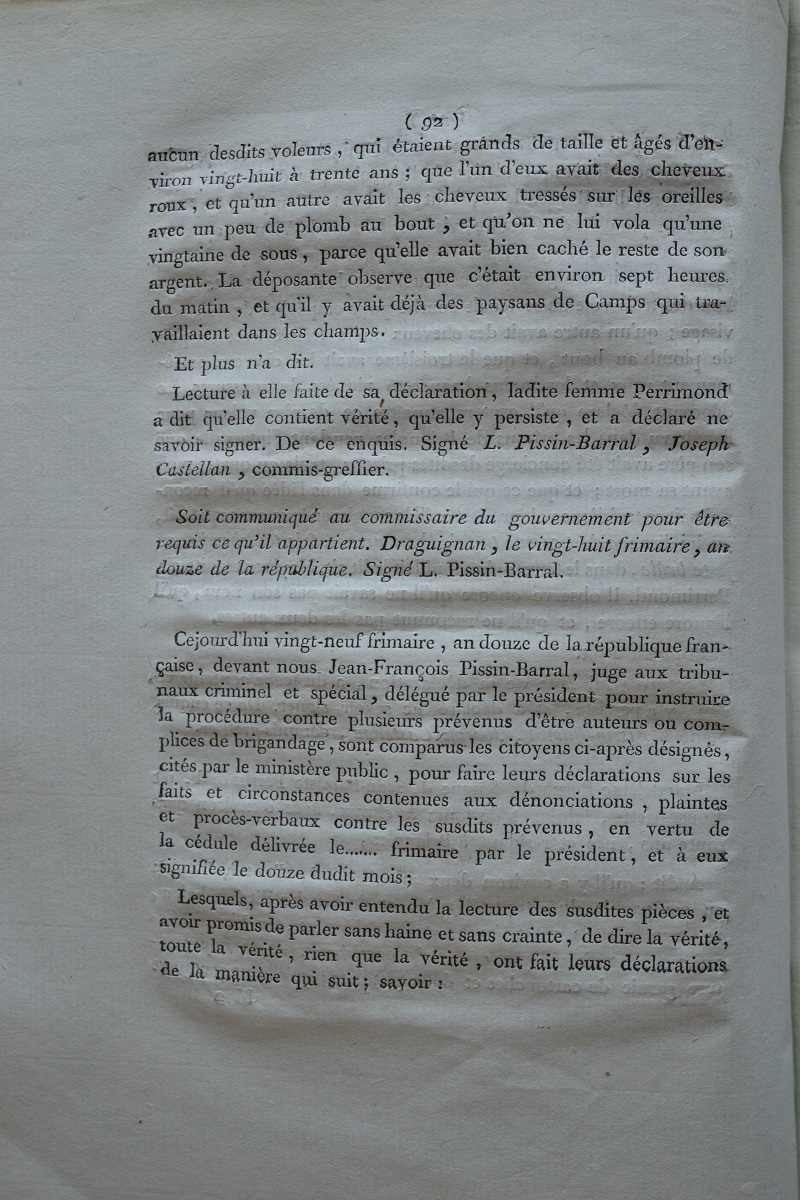 ( 92 )
aucun desdits voleurs, qui étaient grands de taille et âgés d'en-
viron vingt-huit à trente ans ; que l'un d'eux avait des cheveux
roux, et qu'un autre avait les cheveux tressés sur les oreilles
avec un peu de plomb au bout, et qu'on ne lui vola qu'une
vingtaine de sous, parce qu'elle avait bien caché le reste de son
argent. La déposante observe que c'était environ sept heures
du matin, et qu'il y avait déjà des paysans de Camps qui tra-
vaillaient dans les champs.
Et plus n'a dit.
Lecture à elle faite de sa déclaration, ladite femme Perrimond
a dit qu'elle contient vérité, qu'elle y persiste, et a déclaré ne
savoir signer. De ce enquis. Signé L. Pissin-Barral, Joseph
Castellan, commis-greffier.
Soit communiqué au commissaire du gouvernement pour être
requis ce qu'il appartient. Draguignan, le vingt-huit frimaire, an
douze de la république. Signé L. Pissin-Barral.
Cejourd'hui vingt-neuf frimaire, an douze de la république fran-
çaise, devant nous Jean-François Pissin-Barral, juge aux tribu-
naux criminel et spécial, délégué par le président pour instruire
la procédure contre plusieurs prévenus d'être auteurs ou com-
plices de brigandage, sont comparus les citoyens ci-après désignés,
cités par le ministère public, pour faire leurs déclarations sur les
faits et circonstances contenues aux dénonciations, plaintes
et procès-verbaux contre les susdits prévenus, en vertu de
la cédule délivrée le....... frimaire par le président, et à eux
signifiée le douze dudit mois ;
Lesquels, après avoir entendu la lecture des susdites pièces, et
avoir promis de parler sans haine et sans crainte, de dire la vérité,
toute la vérité, rien que la vérité, ont fait leurs déclarations
de la manière qui suit ; savoir :